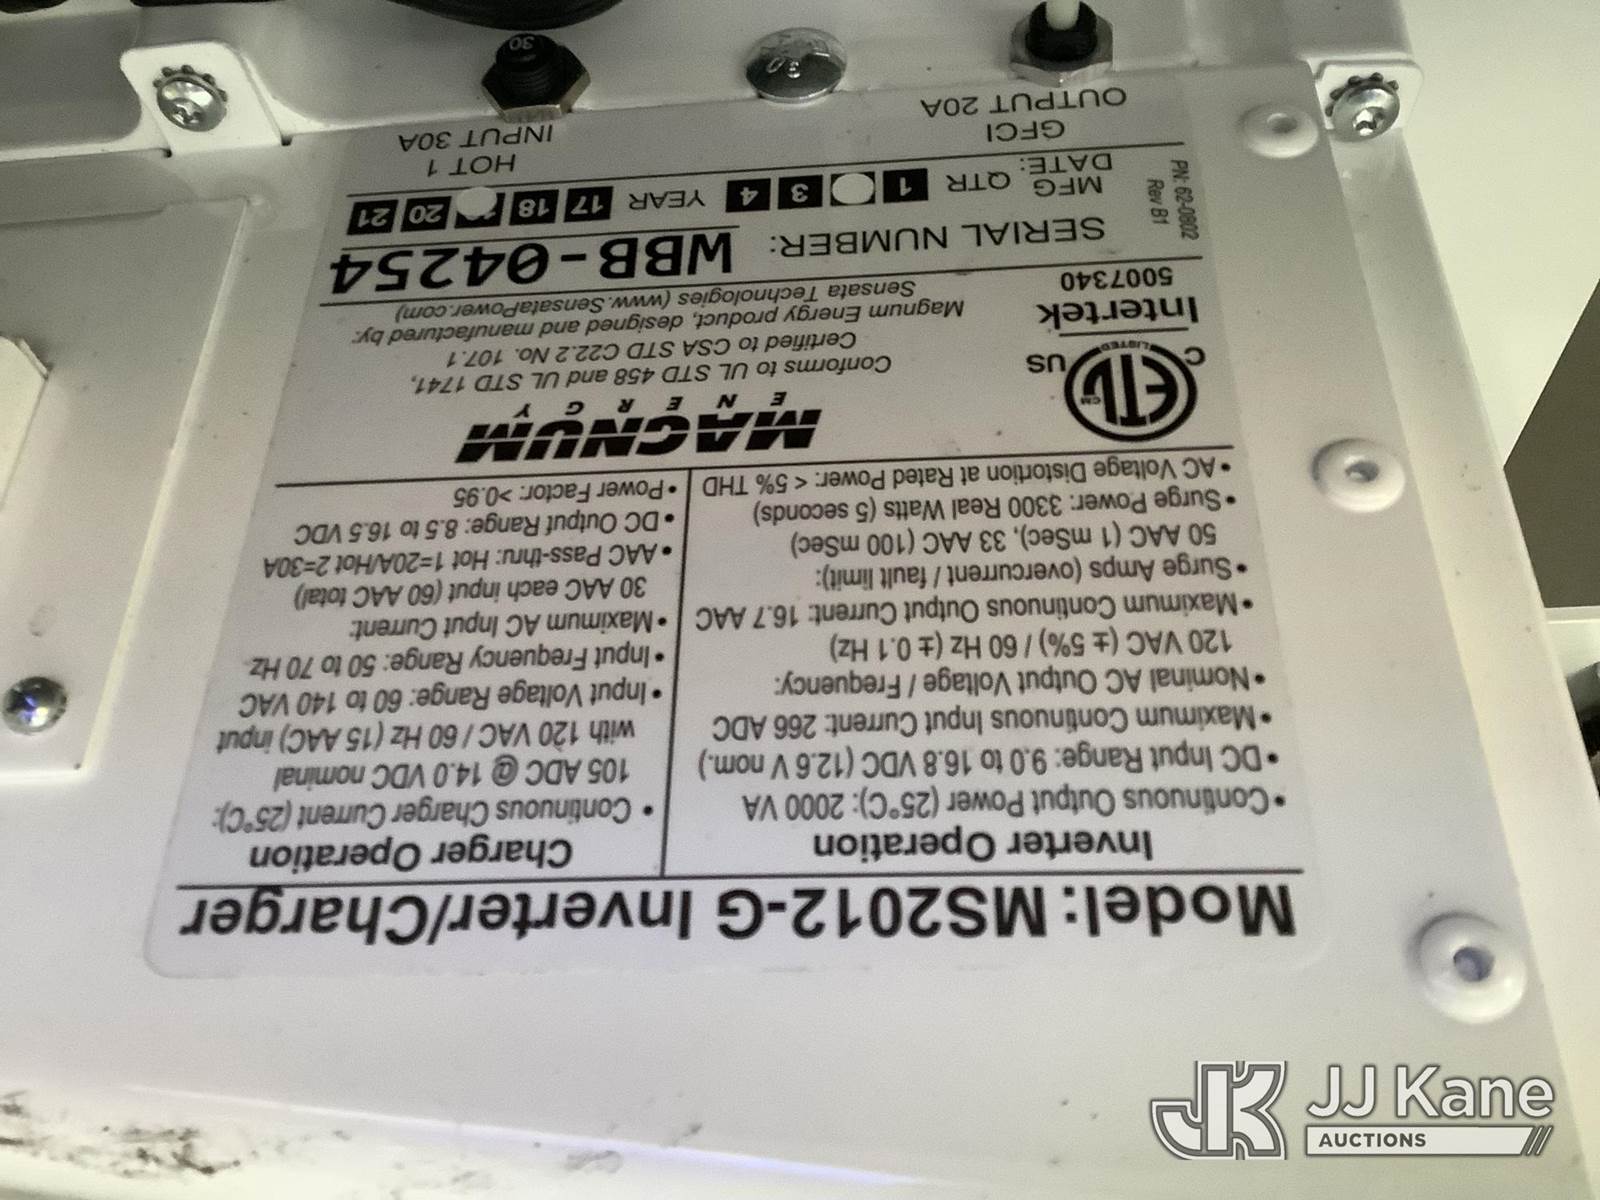 Model: MS2012-G Inverter/Charger
Inverter Operation
•Continuous Output Power (25°C): 2000 VA
•DC Input Range: 9.0 to 16.8 VDC (12.6 V nom.)
•Maximum Continuous Input Current: 266 ADC
•Nominal AC Output Voltage / Frequency:
120 VAC (± 5%) / 60 Hz (± 0.1 Hz)
•Maximum Continuous Output Current: 16.7 AAC
•Surge Amps (overcurrent / fault limit):
50 AAC (1 mSec), 33 AAC (100 mSec)
•Surge Power: 3300 Real Watts (5 seconds)
•AC Voltage Distortion at Rated Power: < 5% THD
Charger Operation
• Continuous Charger Current (25°C):
105 ADC @ 14.0 VDC nominal
with 120 VAC / 60 Hz (15 AAC) input
•Input Voltage Range: 60 to 140 VAC
•Input Frequency Range: 50 to 70 Hz
•Maximum AC Input Current:
30 AAC each input (60 AAC total)
•AAC Pass-thru: Hot 1=20A/Hot 2=30A
•DC Output Range: 8.5 to 16.5 VDC
•Power Factor: >0.95
ETL CM
LISTED
C US
Intertek
5007340
MAGNUM
ENERGY
Conforms to UL STD 458 and UL STD 1741,
Certified to CSA STD C22.2 No. 107.1
Magnum Energy product, designed and manufactured by:
Sensata Technologies (www.SensataPower.com)
SERIAL NUMBER: WBB-04254
MFG DATE: QTR 1 3 4 YEAR 17 18 20 21
PN: 62-0802
Rev B1
GFCI
OUTPUT 20A
HOT 1
INPUT 30A
30
JK JJ Kane
AUCTIONS